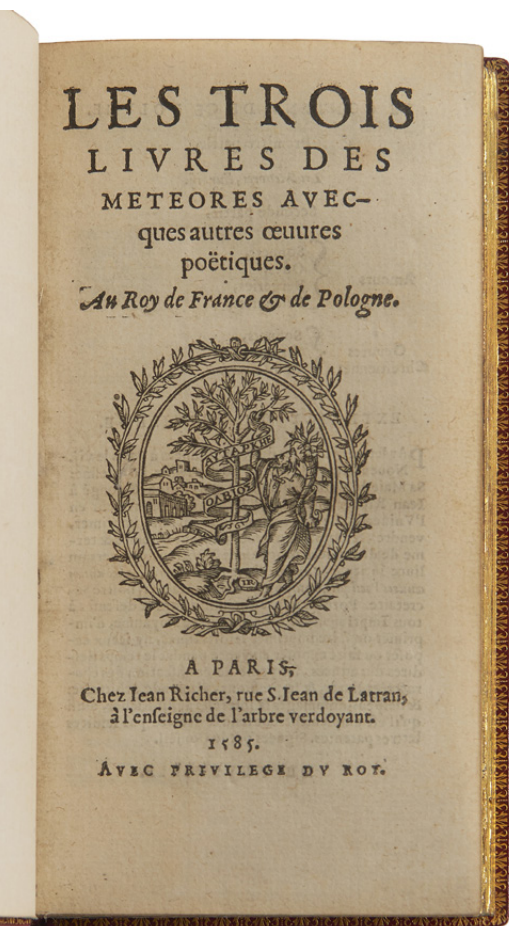 LES TROIS
LIVRES DES
METEORES AVEC-
ques autres œuures
poëtiques.
Au Roy de France & de Pologne.
IR
A PARIS,
Chez Iean Richer, rue S. Iean de Latran,
à l'enſeigne de l'arbre verdoyant.
1585.
AVEC PRIVILEGE DV ROY.